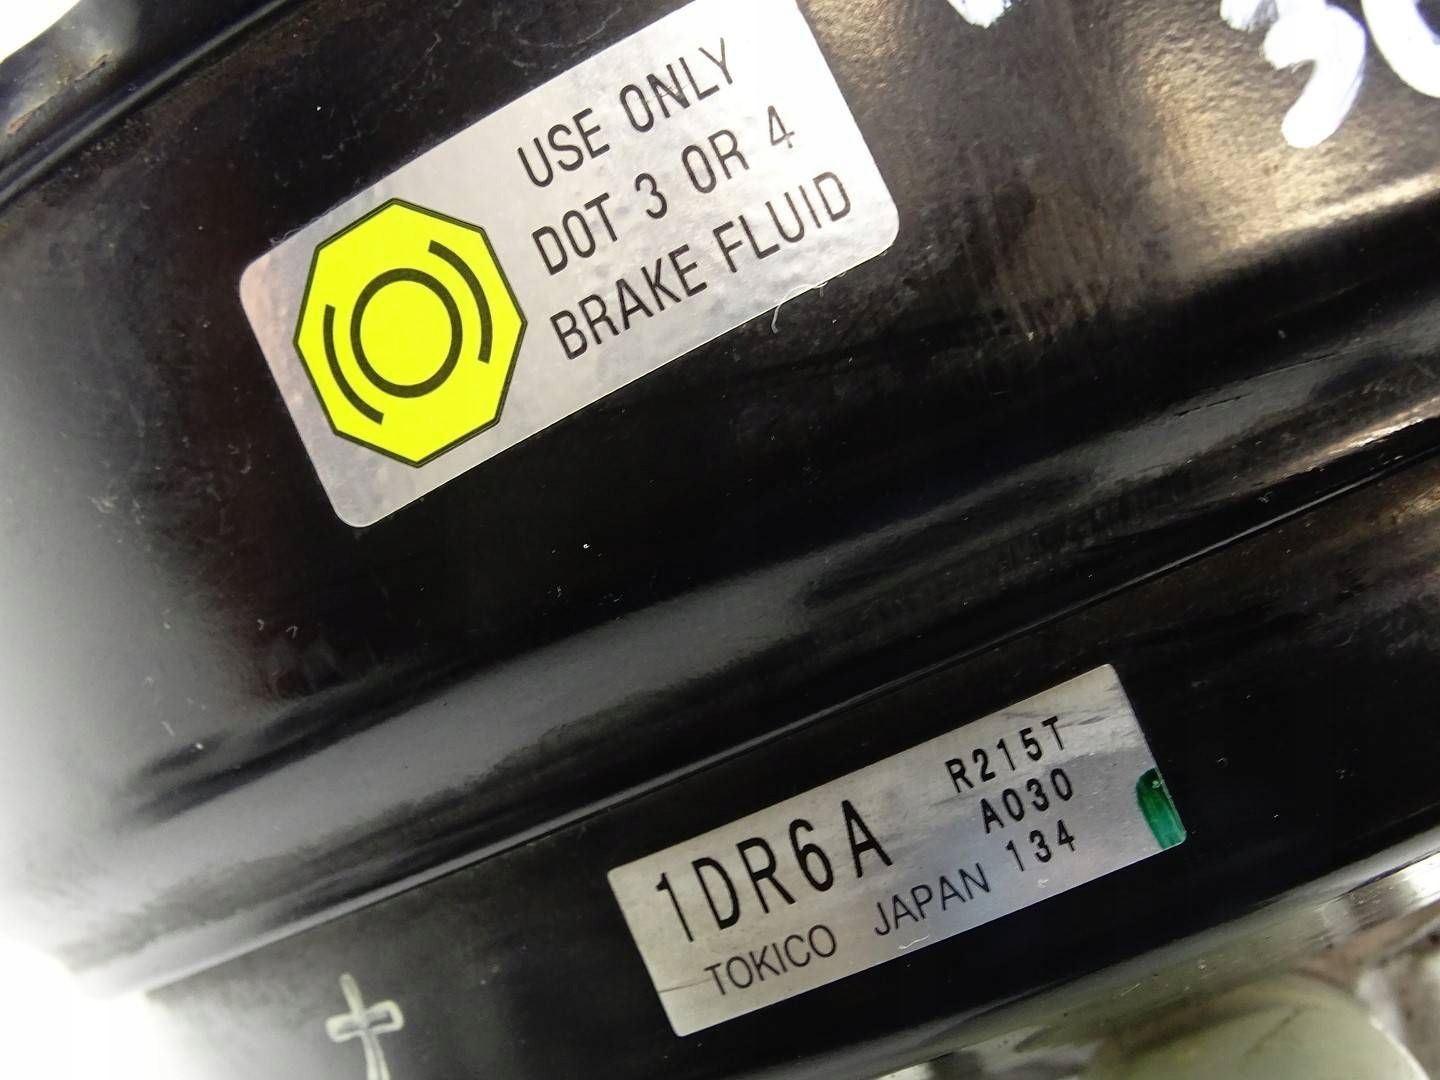 USE ONLY
DOT 3 OR 4
BRAKE FLUID
1DR6A
R215T
A030
134
TOKICO JAPAN